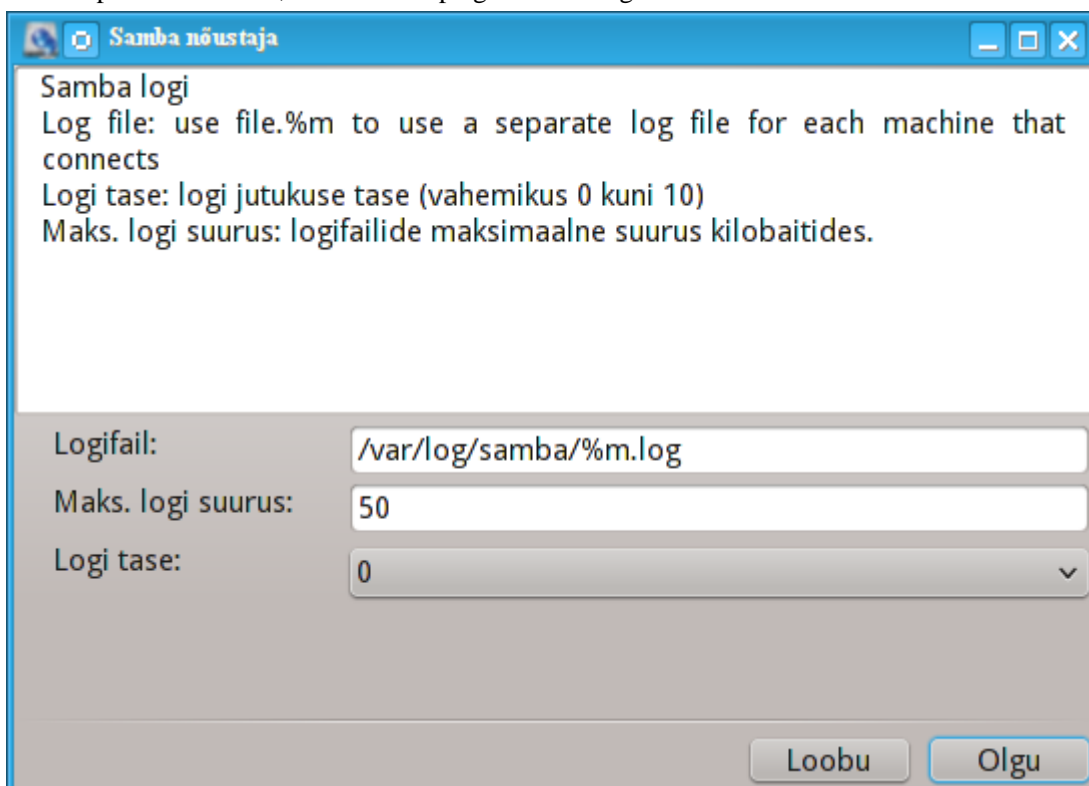 Samba nõustaja
Samba logi
Log file: use file.%m to use a separate log file for each machine that
connects
Logi tase: logi jutukuse tase (vahemikus 0 kuni 10)
Maks. logi suurus: logifailide maksimaalne suurus kilobaitides.
Logifail: /var/log/samba/%m.log
Maks. logi suurus: 50
Logi tase: 0
Loobu Olgu